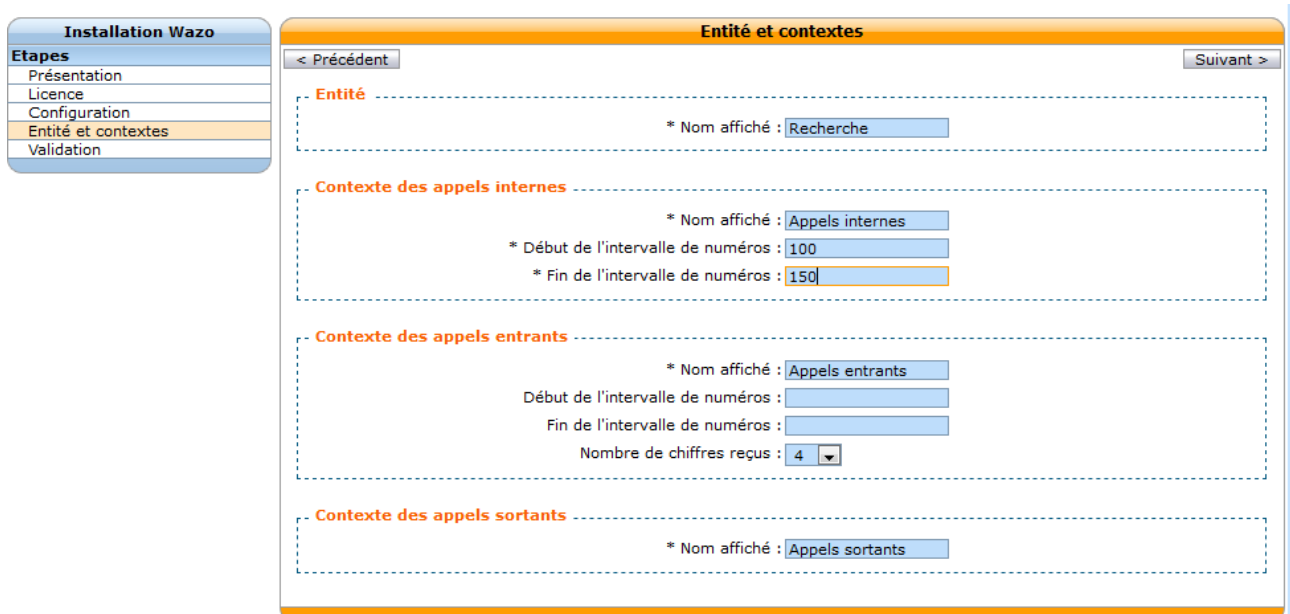 Installation Wazo
Etapes
Présentation
Licence
Configuration
Entité et contextes
Validation
Entité et contextes
< Précédent
Suivant >
Entité
* Nom affiché : Recherche
Contexte des appels internes
* Nom affiché : Appels internes
* Début de l'intervalle de numéros : 100
* Fin de l'intervalle de numéros : 150
Contexte des appels entrants
* Nom affiché : Appels entrants
Début de l'intervalle de numéros :
Fin de l'intervalle de numéros :
Nombre de chiffres reçus : 4
Contexte des appels sortants
* Nom affiché : Appels sortants